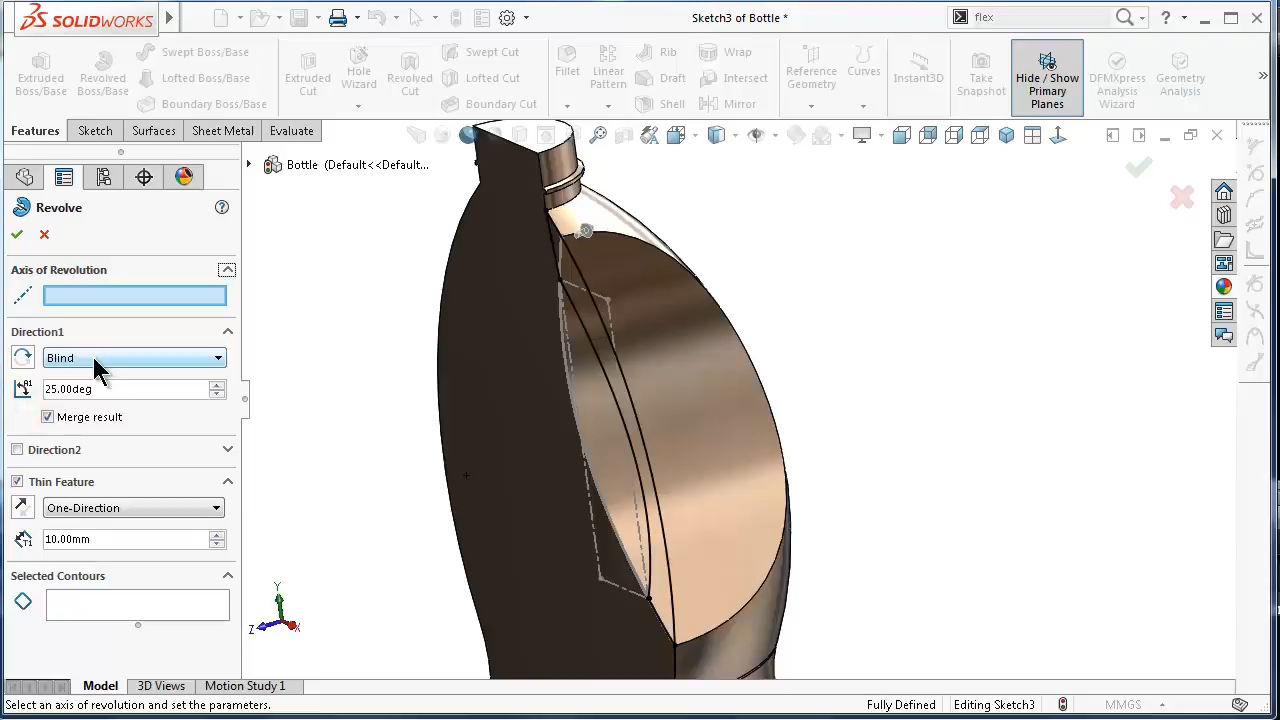 SOLIDWORKS
Sketch3 of Bottle *
flex
?
Extruded Boss/Base
Revolved Boss/Base
Swept Boss/Base
Lofted Boss/Base
Boundary Boss/Base
Extruded Cut
Hole Wizard
Revolved Cut
Swept Cut
Lofted Cut
Boundary Cut
Fillet
Linear Pattern
Rib
Draft
Shell
Wrap
Intersect
Mirror
Reference Geometry
Curves
Instant3D
Take Snapshot
Hide / Show Primary Planes
DFMXpress Analysis Wizard
Geometry Analysis
Features
Sketch
Surfaces
Sheet Metal
Evaluate
Bottle (Default<<Default...
Revolve
?
Axis of Revolution
Direction1
Blind
25.00deg
Merge result
Direction2
Thin Feature
One-Direction
10.00mm
Selected Contours
Y
Z
X
Model
3D Views
Motion Study 1
Select an axis of revolution and set the parameters.
Fully Defined
Editing Sketch3
MMGS